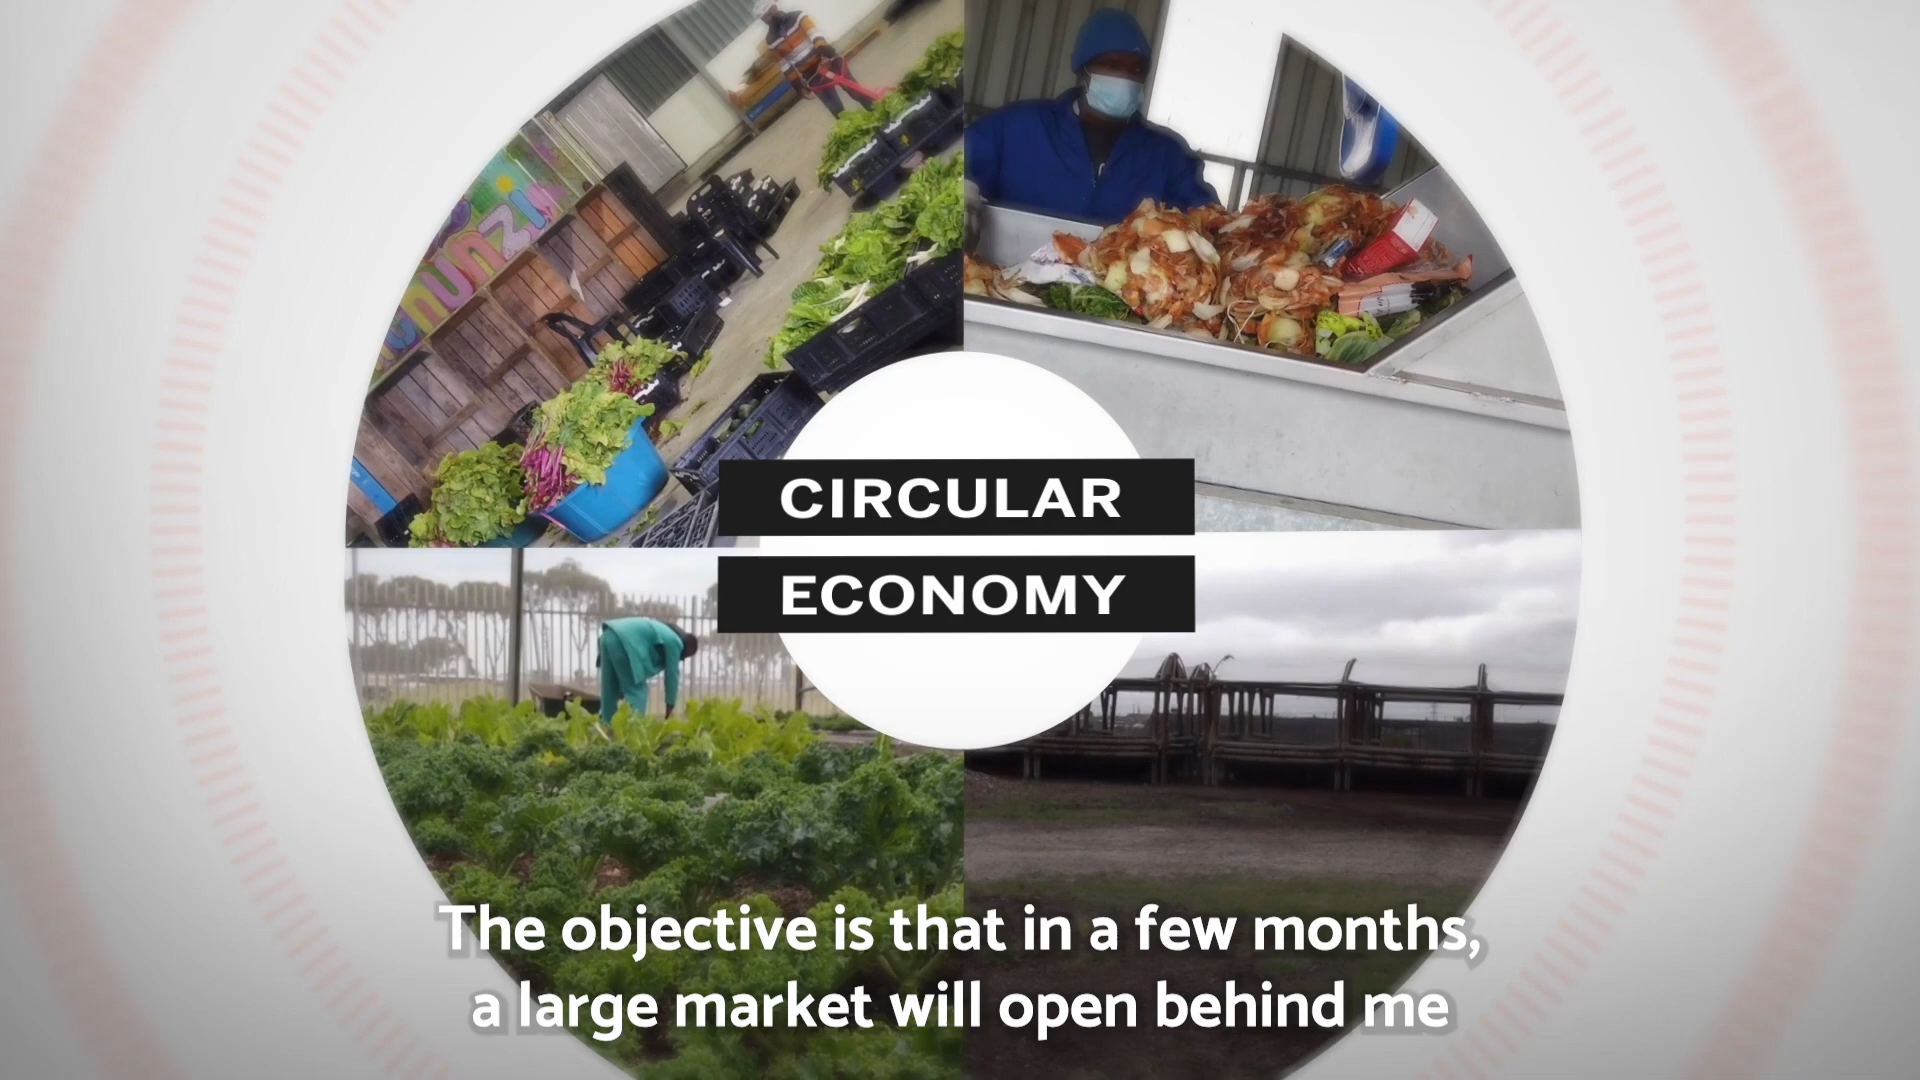 CIRCULAR
ECONOMY
The objective is that in a few months,
a large market will open behind me